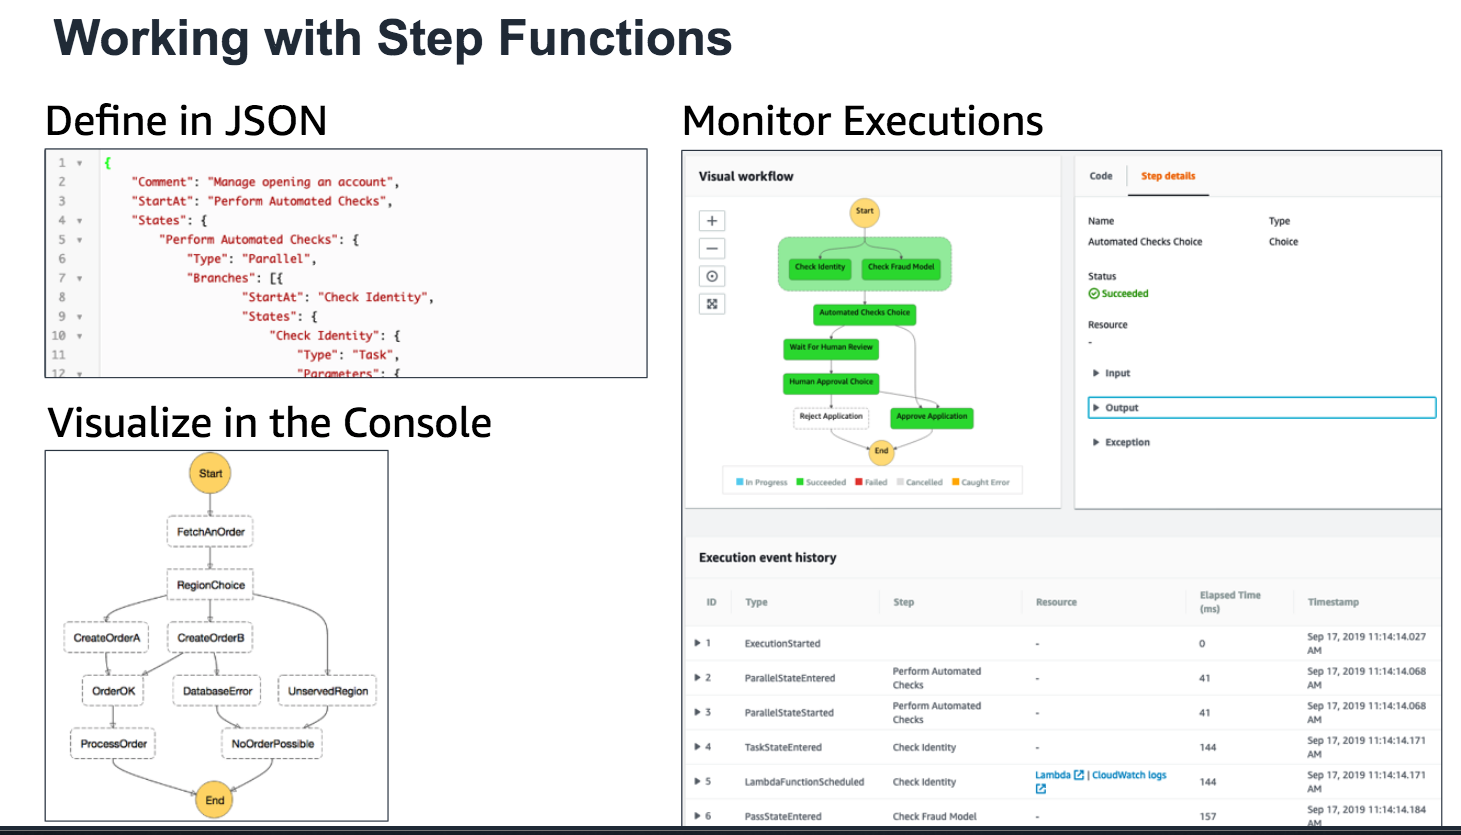 Working with Step Functions
Define in JSON
1 {
2 "Comment": "Manage opening an account",
3 "StartAt": "Perform Automated Checks",
4 "States": {
5 "Perform Automated Checks": {
6 "Type": "Parallel",
7 "Branches": [{
8 "StartAt": "Check Identity",
9 "States": {
10 "Check Identity": {
11 "Type": "Task",
12 "Parameters": {
Visualize in the Console
Start
FetchAnOrder
RegionChoice
CreateOrderA CreateOrderB
OrderOK DatabaseError UnservedRegion
ProcessOrder NoOrderPossible
End
Monitor Executions
Visual workflow
Start
Check Identity Check Fraud Model
Automated Checks Choice
Wait For Human Review
Human Approval Choice
Reject Application Approve Application
End
In Progress Succeeded Failed Cancelled Caught Error
Code Step details
Name Type
Automated Checks Choice Choice
Status
Succeeded
Resource
-
Input
Output
Exception
Execution event history
ID Type Step Resource Elapsed Time (ms) Timestamp
1 ExecutionStarted - 0 Sep 17, 2019 11:14:14.027 AM
2 ParallelStateEntered Perform Automated Checks - 41 Sep 17, 2019 11:14:14.068 AM
3 ParallelStateStarted Perform Automated Checks - 41 Sep 17, 2019 11:14:14.068 AM
4 TaskStateEntered Check Identity - 144 Sep 17, 2019 11:14:14.171 AM
5 LambdaFunctionScheduled Check Identity Lambda | CloudWatch logs 144 Sep 17, 2019 11:14:14.171 AM
6 PassStateEntered Check Fraud Model - 157 Sep 17, 2019 11:14:14.184 AM